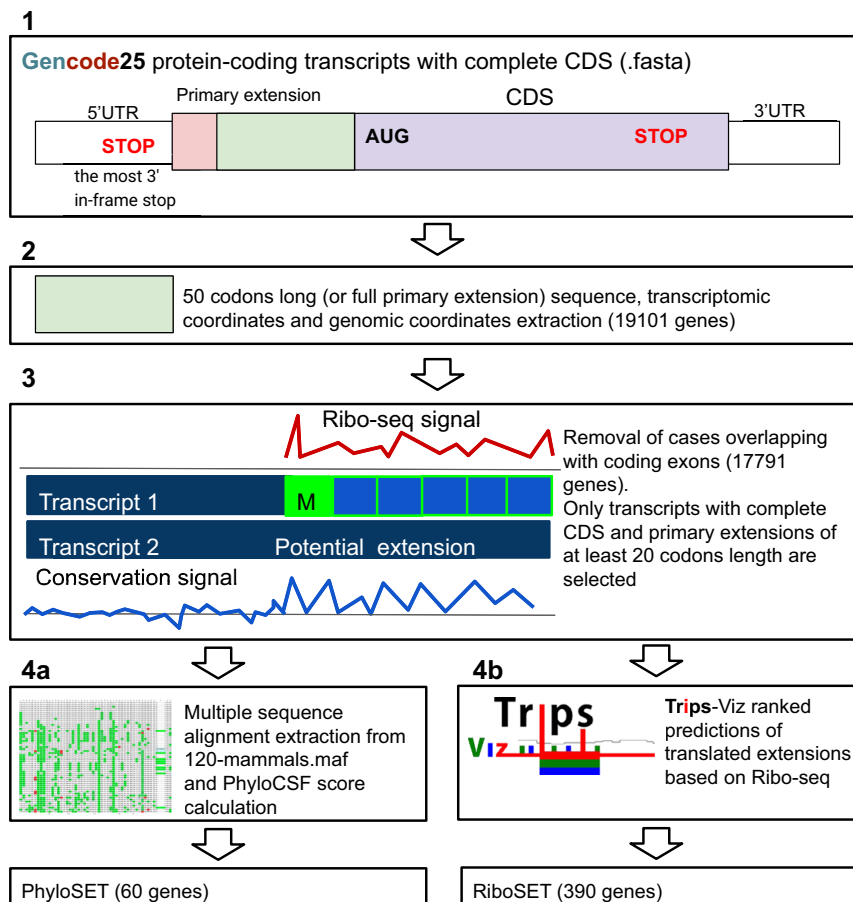 1
Gencode25 protein-coding transcripts with complete CDS (.fasta)
Primary extension
CDS
5'UTR
3'UTR
STOP
AUG
STOP
the most 3'
in-frame stop
2
50 codons long (or full primary extension) sequence, transcriptomic
coordinates and genomic coordinates extraction (19101 genes)
3
Ribo-seq signal
Transcript 1
M
Transcript 2
Potential extension
Conservation signal
Removal of cases overlapping
with coding exons (17791
genes).
Only transcripts with complete
CDS and primary extensions of
at least 20 codons length are
selected
4a
Multiple sequence
alignment extraction from
120-mammals.maf
and PhyloCSF score
calculation
4b
Trips
Viz
Trips-Viz ranked
predictions of
translated extensions
based on Ribo-seq
PhyloSET (60 genes)
RiboSET (390 genes)